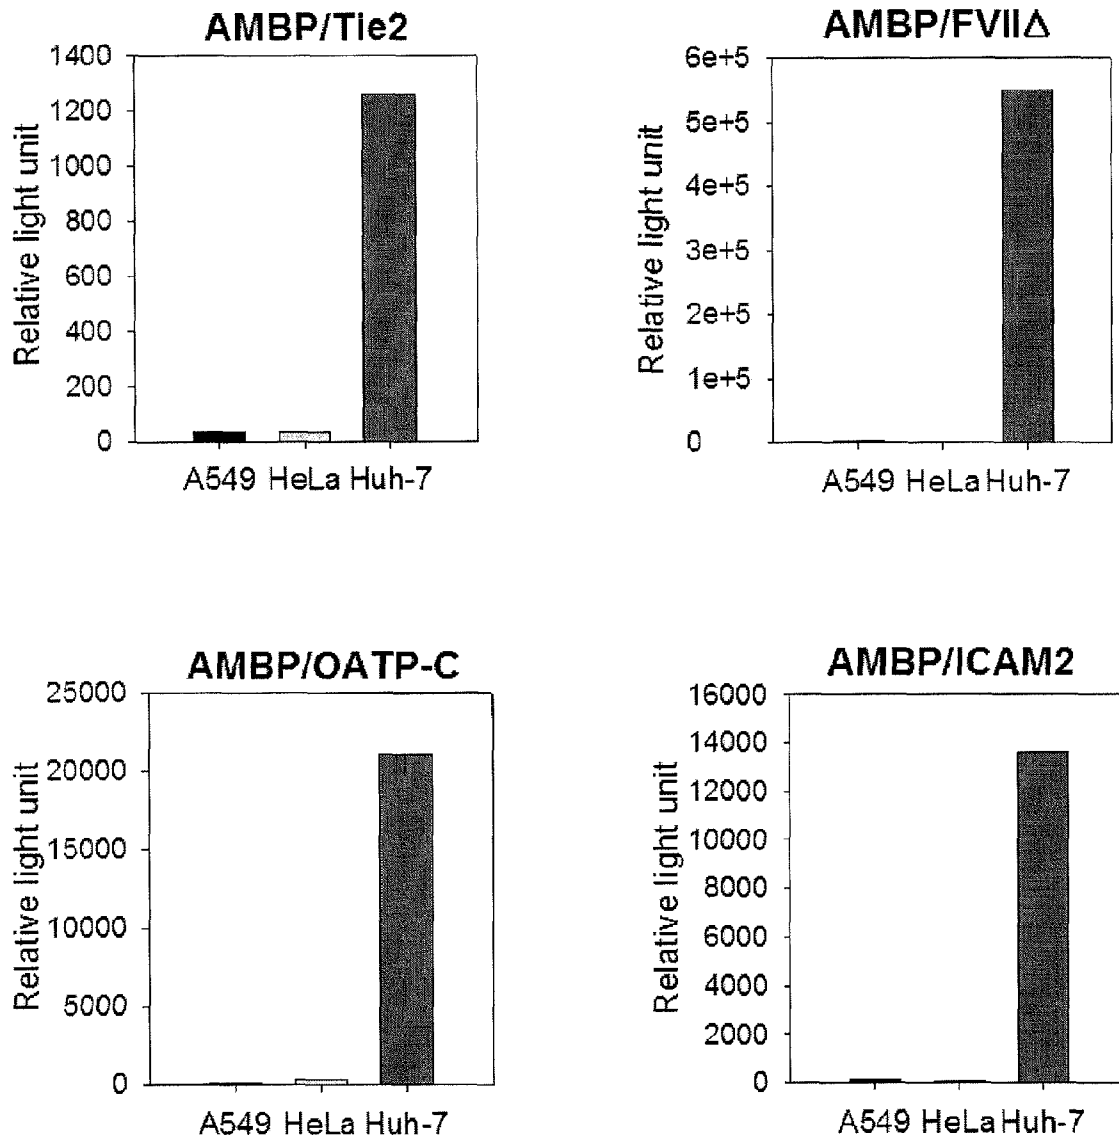 AMBP/Tie2
Relative light unit
1400
1200
1000
800
600
400
200
0
A549 HeLa Huh-7
AMBP/FVIIΔ
Relative light unit
6e+5
5e+5
4e+5
3e+5
2e+5
1e+5
0
A549 HeLa Huh-7
AMBP/OATP-C
Relative light unit
25000
20000
15000
10000
5000
0
A549 HeLa Huh-7
AMBP/ICAM2
Relative light unit
16000
14000
12000
10000
8000
6000
4000
2000
0
A549 HeLa Huh-7